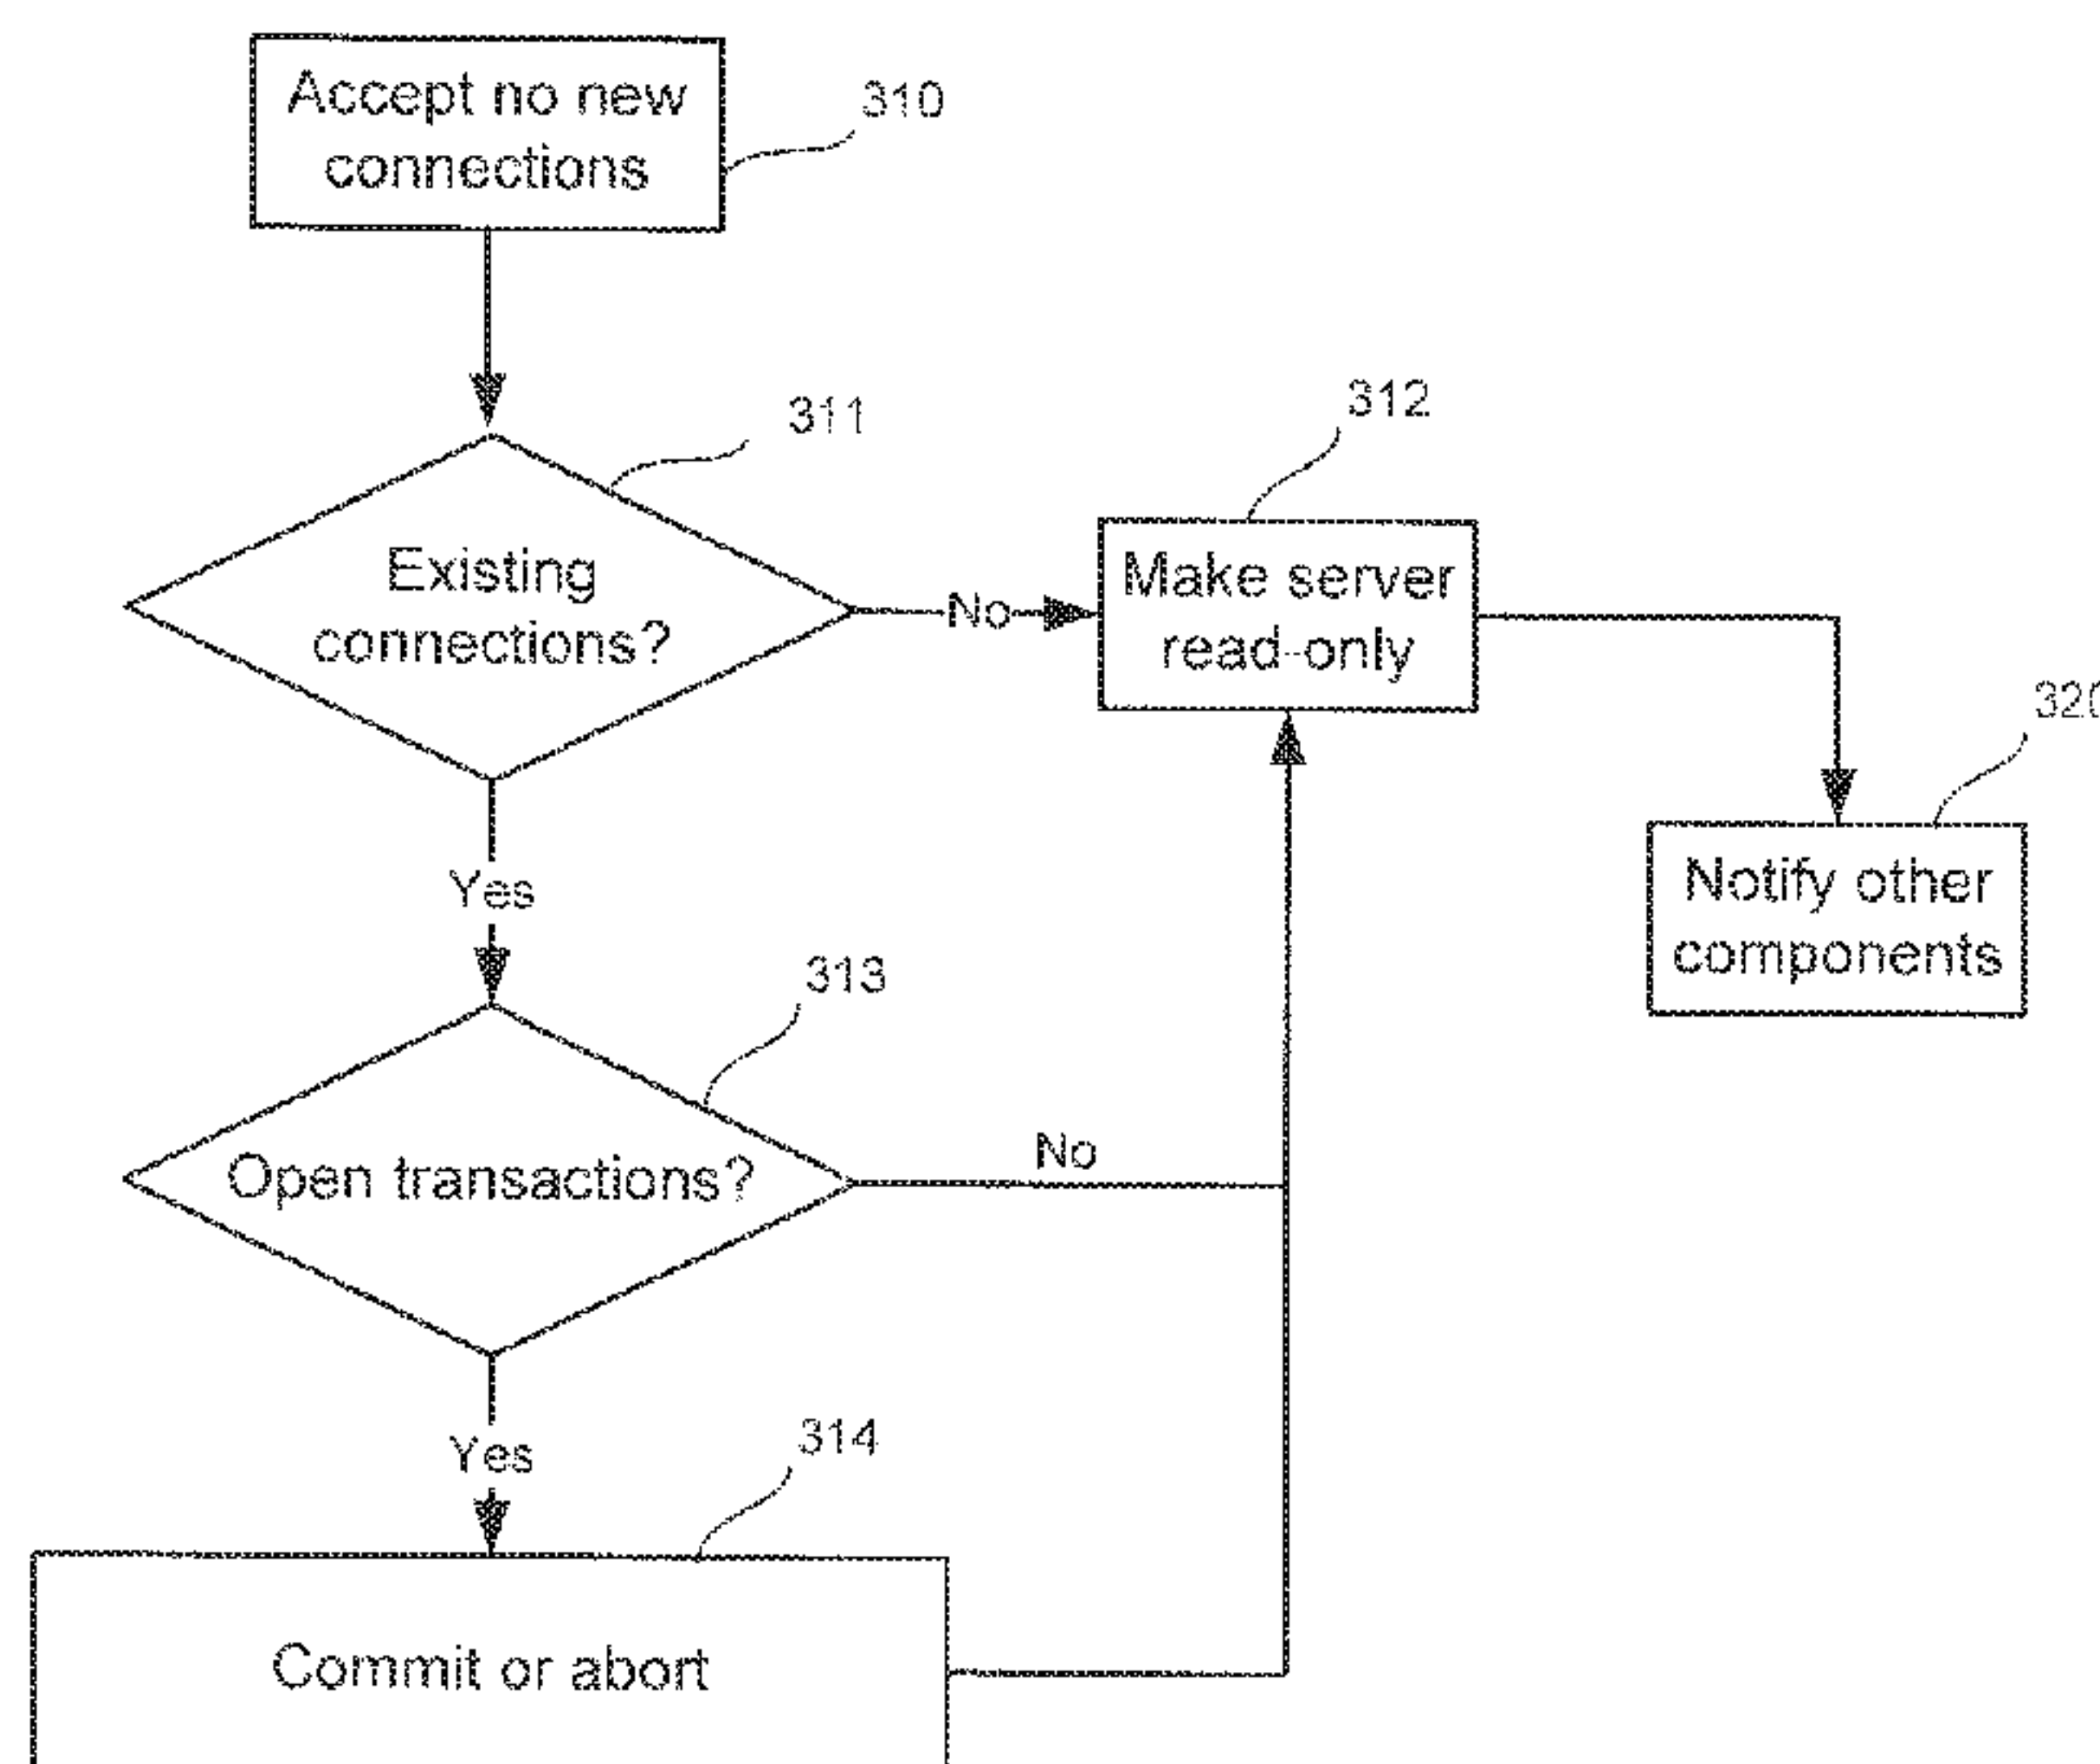 Accept no new
connections
310
311
Existing
connections?
No
312
Make server
read-only
320
Notify other
components
Yes
313
Open transactions?
No
Yes
314
Commit or abort